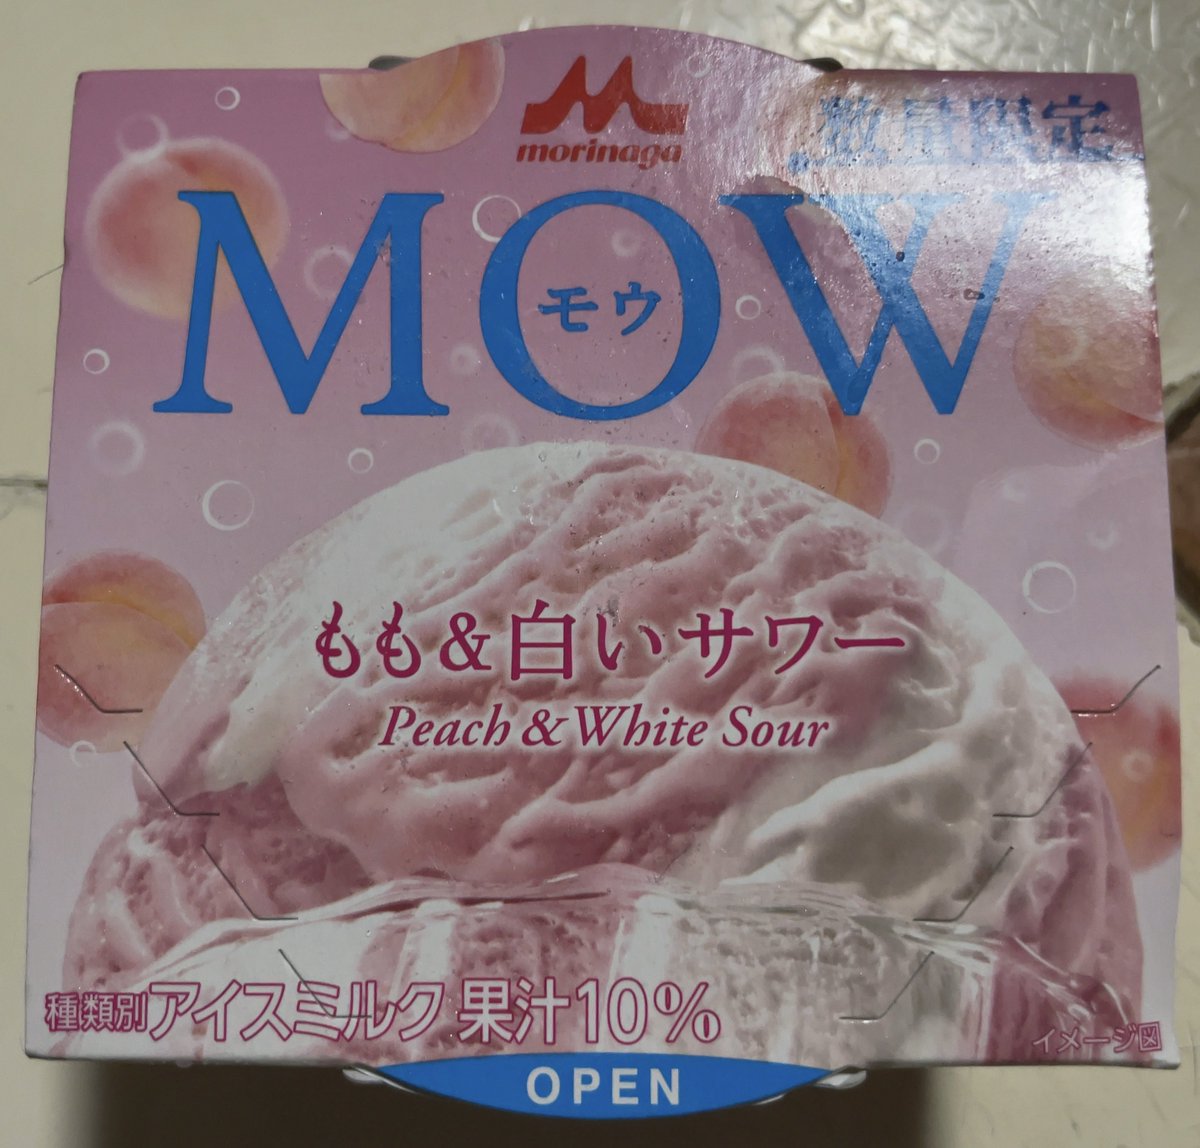 morinaga
数量限定
MOW
モウ
もも&白いサワー
Peach & White Sour
種類別アイスミルク 果汁10%
イメージ図
OPEN